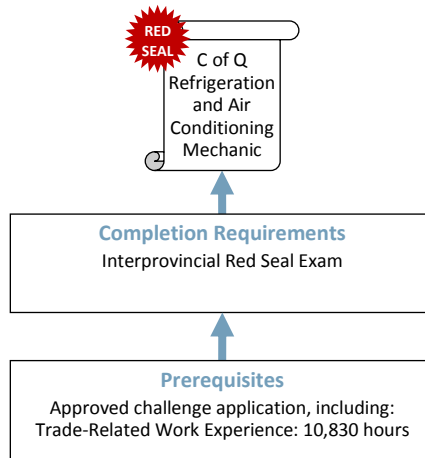 RED
SEAL
C of Q
Refrigeration
and Air
Conditioning
Mechanic
Completion Requirements
Interprovincial Red Seal Exam
Prerequisites
Approved challenge application, including:
Trade-Related Work Experience: 10,830 hours